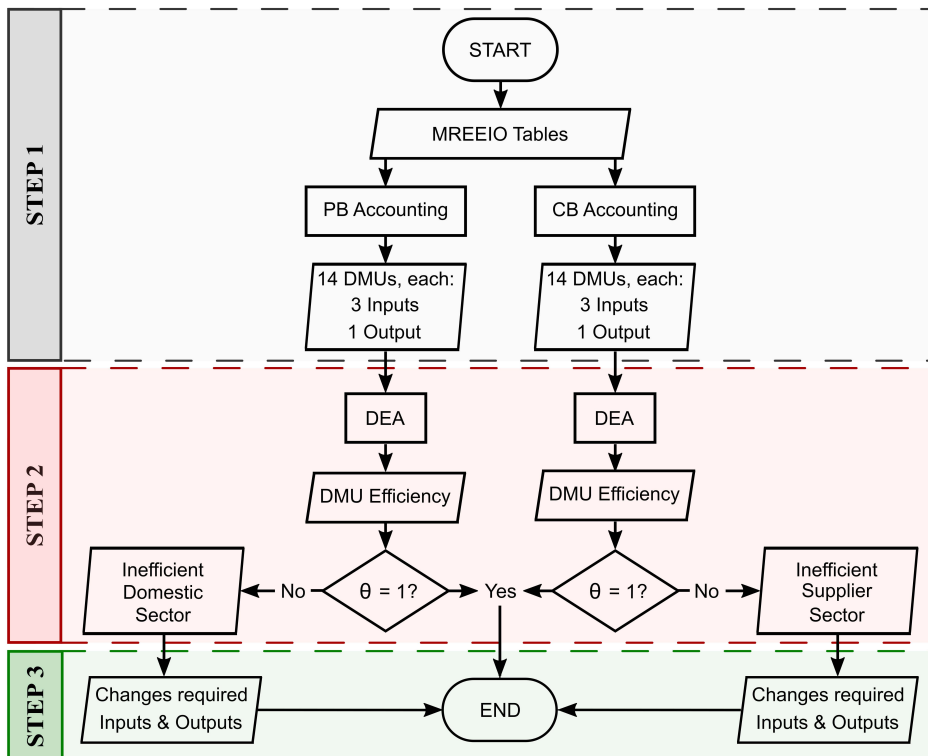 STEP 1
START
MREEIO Tables
PB Accounting
CB Accounting
14 DMUs, each:
3 Inputs
1 Output
14 DMUs, each:
3 Inputs
1 Output
STEP 2
DEA
DEA
DMU Efficiency
DMU Efficiency
Inefficient
Domestic
Sector
No
θ = 1?
Yes
θ = 1?
No
Inefficient
Supplier
Sector
STEP 3
Changes required
Inputs & Outputs
END
Changes required
Inputs & Outputs